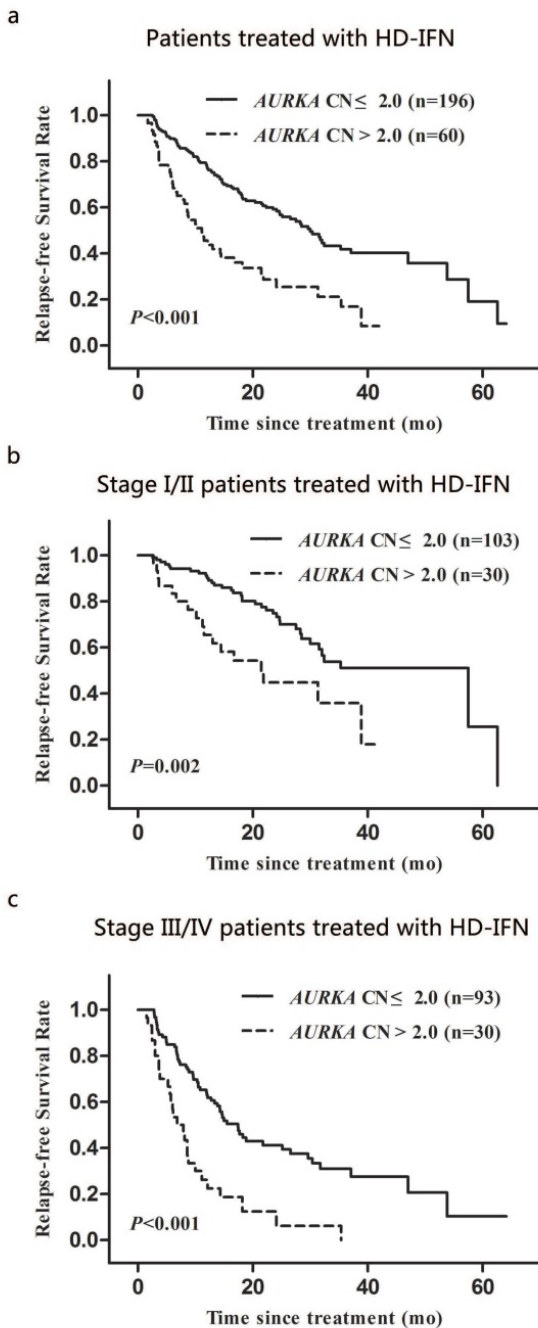 a
Patients treated with HD-IFN
AURKA CN≤ 2.0 (n=196)
AURKA CN > 2.0 (n=60)
Relapse-free Survival Rate
1.0
0.8
0.6
0.4
0.2
0.0
P<0.001
0 20 40 60
Time since treatment (mo)
b
Stage I/II patients treated with HD-IFN
AURKA CN≤ 2.0 (n=103)
AURKA CN > 2.0 (n=30)
Relapse-free Survival Rate
1.0
0.8
0.6
0.4
0.2
0.0
P=0.002
0 20 40 60
Time since treatment (mo)
c
Stage III/IV patients treated with HD-IFN
AURKA CN≤ 2.0 (n=93)
AURKA CN > 2.0 (n=30)
Relapse-free Survival Rate
1.0
0.8
0.6
0.4
0.2
0.0
P<0.001
0 20 40 60
Time since treatment (mo)